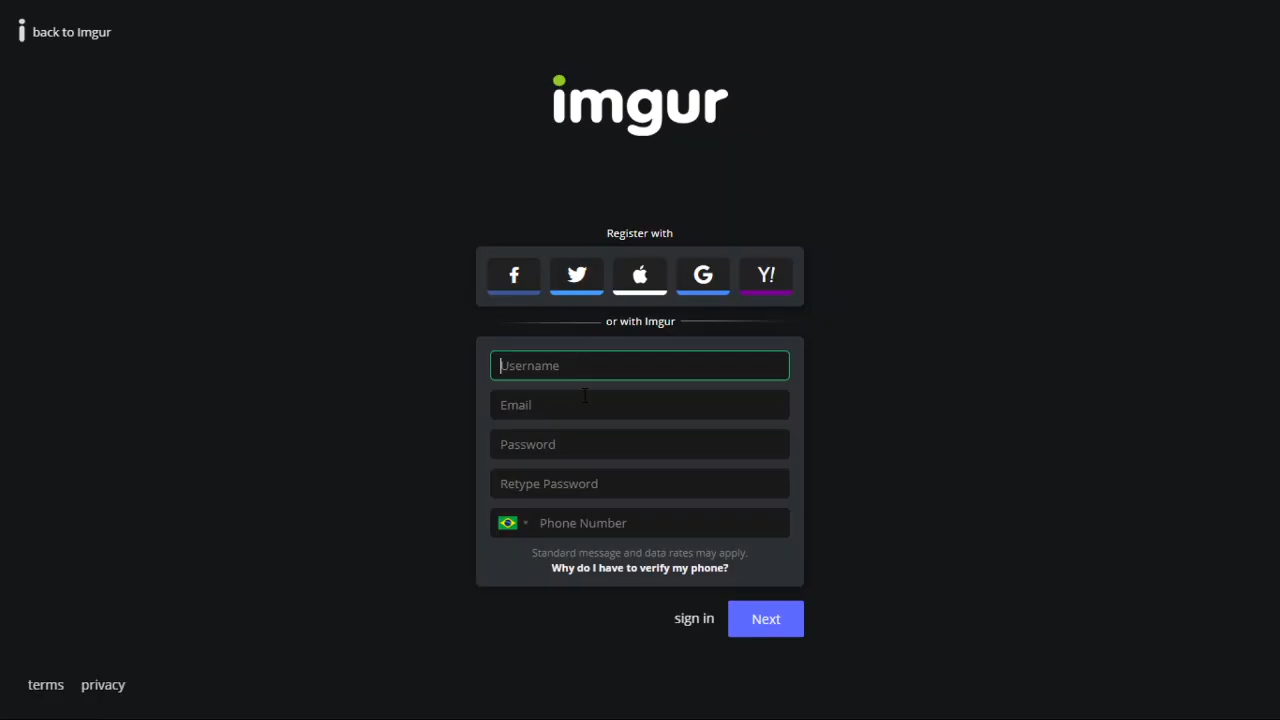 back to Imgur
imgur
Register with
f G Y!
or with Imgur
Username
Email
Password
Retype Password
Phone Number
Standard message and data rates may apply.
Why do I have to verify my phone?
sign in Next
terms privacy